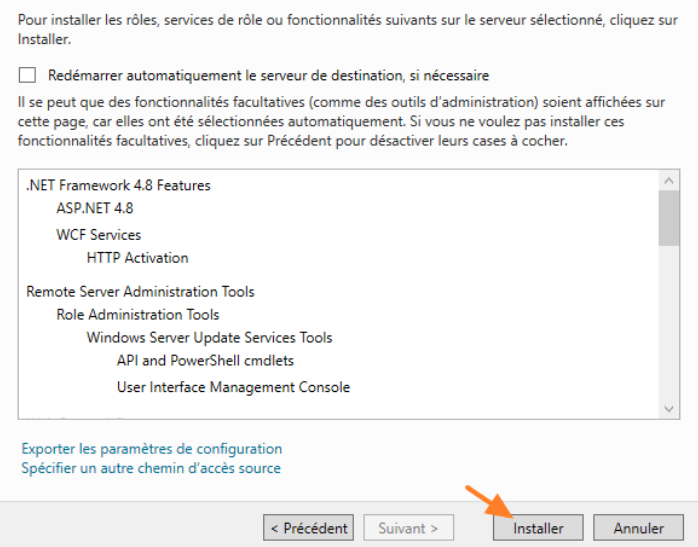 Pour installer les rôles, services de rôle ou fonctionnalités suivants sur le serveur sélectionné, cliquez sur
Installer.
Redémarrer automatiquement le serveur de destination, si nécessaire
Il se peut que des fonctionnalités facultatives (comme des outils d'administration) soient affichées sur
cette page, car elles ont été sélectionnées automatiquement. Si vous ne voulez pas installer ces
fonctionnalités facultatives, cliquez sur Précédent pour désactiver leurs cases à cocher.
.NET Framework 4.8 Features
ASP.NET 4.8
WCF Services
HTTP Activation
Remote Server Administration Tools
Role Administration Tools
Windows Server Update Services Tools
API and PowerShell cmdlets
User Interface Management Console
Exporter les paramètres de configuration
Spécifier un autre chemin d'accès source
< Précédent
Suivant >
Installer
Annuler